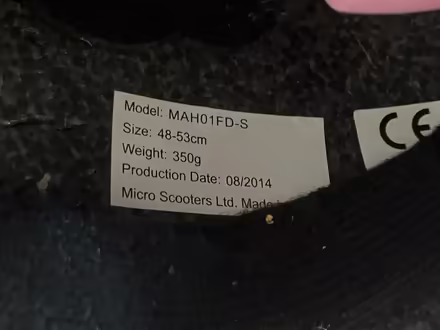 Model: MAH01FD-S
Size: 48-53cm
Weight: 350g
Production Date: 08/2014
Micro Scooters Ltd. Made
CE